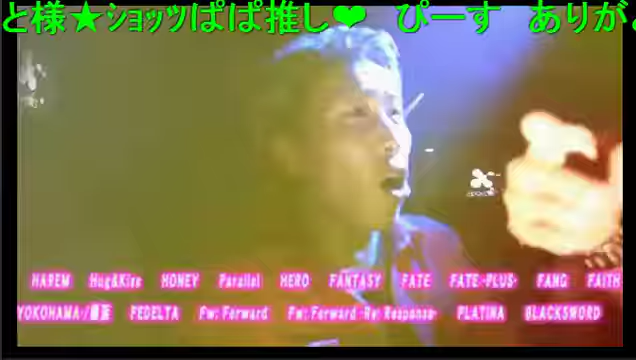 と様★ｼｮｯﾂぱぱ推し❤　ぴーす　ありがと
HAREM Hug&Kiss HONEY Parallel HERO FANTASY FATE FATE-PLUS- FANG FAITH
YOKOHAMA FEDELTA Fw: Forward Fw: Forward -Re: Response- PLATINA BLACKSWORD